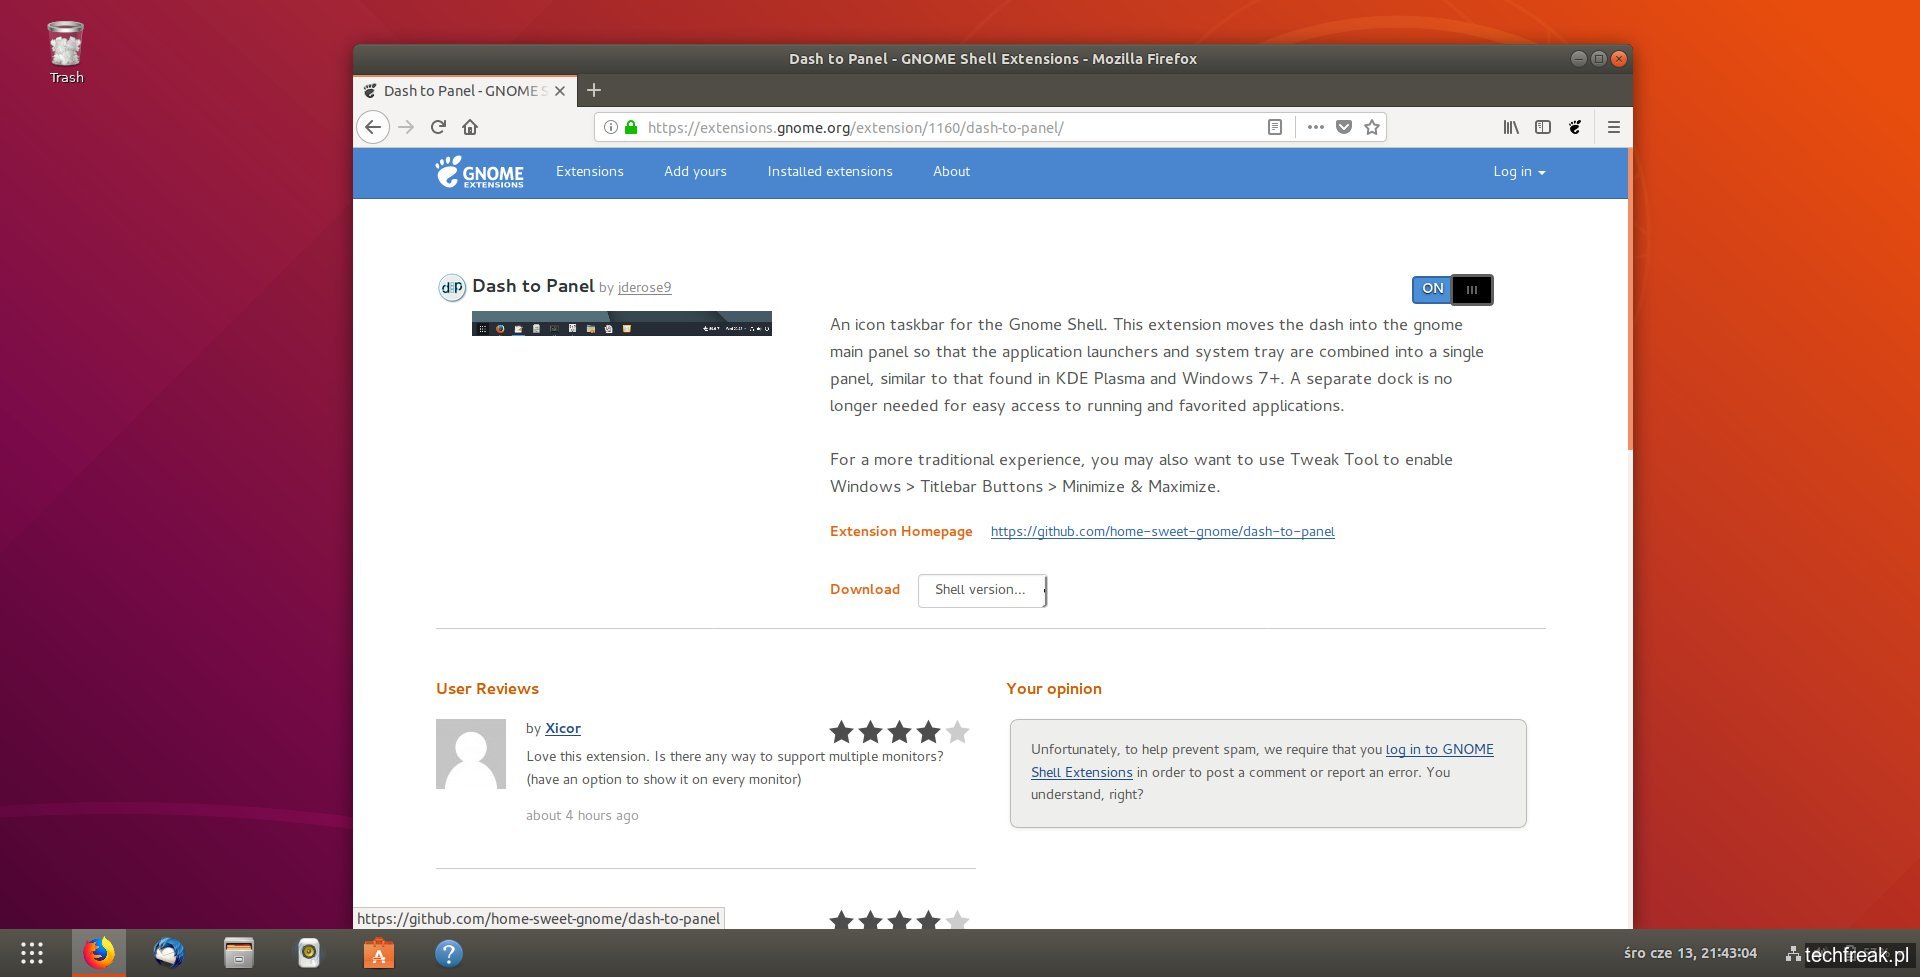 Trash
Dash to Panel - GNOME Shell Extensions - Mozilla Firefox
Dash to Panel - GNOME S
https://extensions.gnome.org/extension/1160/dash-to-panel/
GNOME EXTENSIONS
Extensions
Add yours
Installed extensions
About
Log in
d p
Dash to Panel by jderose9
ON
An icon taskbar for the Gnome Shell. This extension moves the dash into the gnome
main panel so that the application launchers and system tray are combined into a single
panel, similar to that found in KDE Plasma and Windows 7+. A separate dock is no
longer needed for easy access to running and favorited applications.
For a more traditional experience, you may also want to use Tweak Tool to enable
Windows > Titlebar Buttons > Minimize & Maximize.
Extension Homepage https://github.com/home-sweet-gnome/dash-to-panel
Download Shell version...
User Reviews
by Xicor
Love this extension. Is there any way to support multiple monitors?
(have an option to show it on every monitor)
about 4 hours ago
Your opinion
Unfortunately, to help prevent spam, we require that you log in to GNOME
Shell Extensions in order to post a comment or report an error. You
understand, right?
https://github.com/home-sweet-gnome/dash-to-panel
śro cze 13, 21:43:04
techfreak.pl